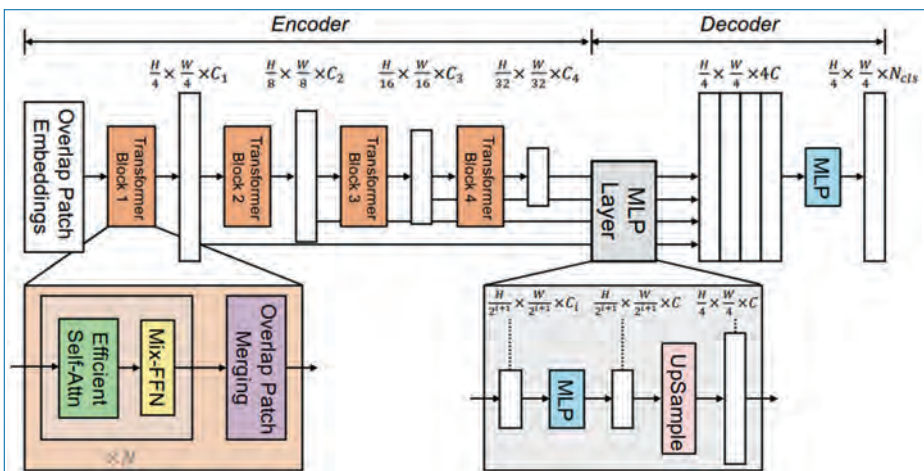 Encoder
Decoder
H/4 × W/4 × C₁
H/8 × W/8 × C₂
H/16 × W/16 × C₃
H/32 × W/32 × C₄
H/4 × W/4 × 4C
H/4 × W/4 × N_cls
Overlap Patch
Embeddings
Transformer
Block 1
Transformer
Block 2
Transformer
Block 3
Transformer
Block 4
MLP
Layer
MLP
Efficient
Self-Attn
Mix-FFN
×N
Overlap Patch
Merging
H/2^{i+1} × W/2^{i+1} × C_i
H/2^{i+1} × W/2^{i+1} × C
H/4 × W/4 × C
MLP
UpSample